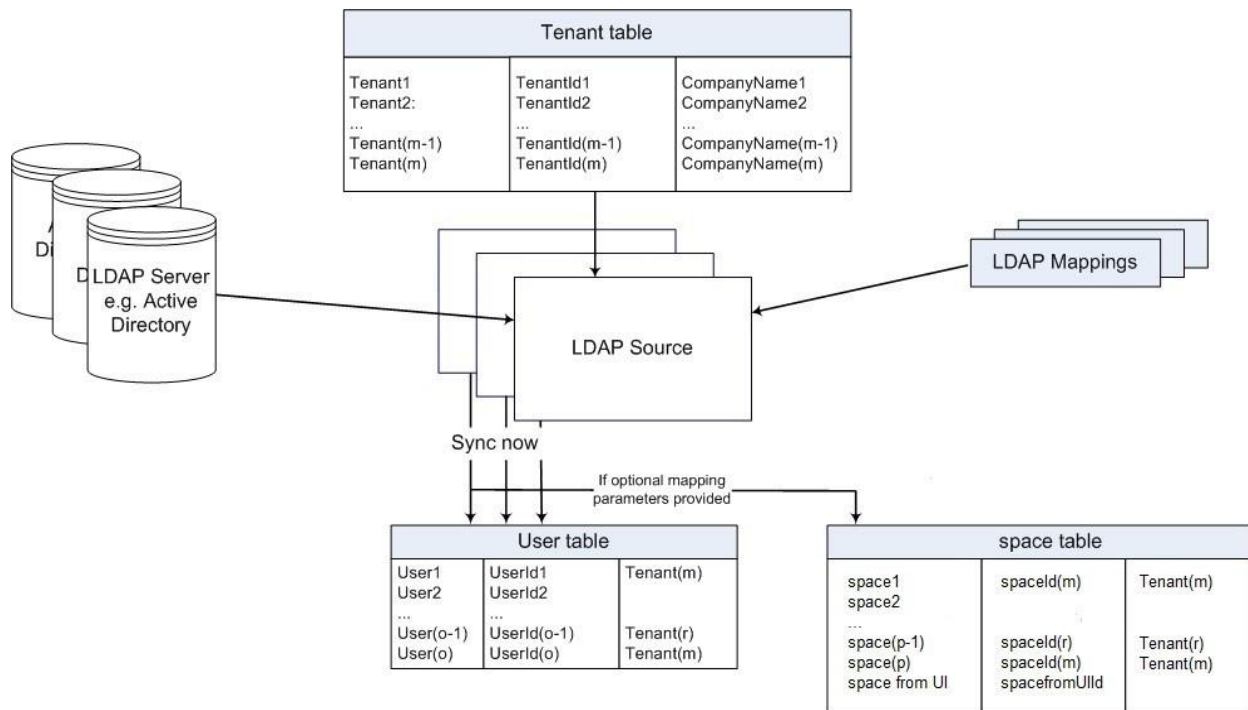 Tenant table
Tenant1 TenantId1 CompanyName1
Tenant2: TenantId2 CompanyName2
... ... ...
Tenant(m-1) TenantId(m-1) CompanyName(m-1)
Tenant(m) TenantId(m) CompanyName(m)
A
Di
D
LDAP Server
e.g. Active
Directory
LDAP Mappings
LDAP Source
Sync now
If optional mapping
parameters provided
User table
User1 UserId1 Tenant(m)
User2 UserId2
... ...
User(o-1) UserId(o-1) Tenant(r)
User(o) UserId(o) Tenant(m)
space table
space1 spaceId(m) Tenant(m)
space2
...
space(p-1) spaceId(r) Tenant(r)
space(p) spaceId(m) Tenant(m)
space from UI spacefromUIId